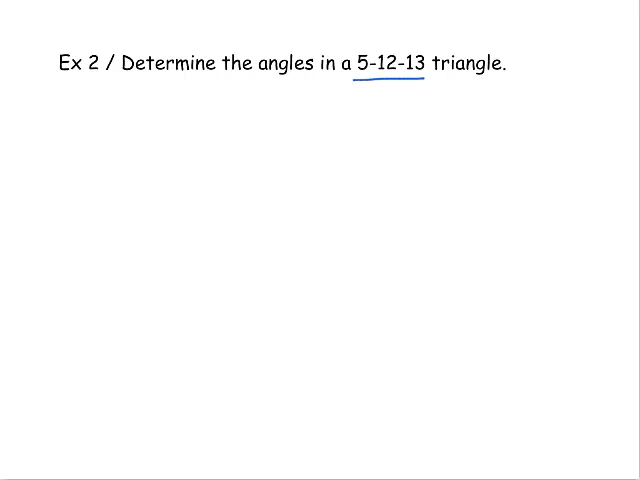 Ex 2 / Determine the angles in a 5-12-13 triangle.